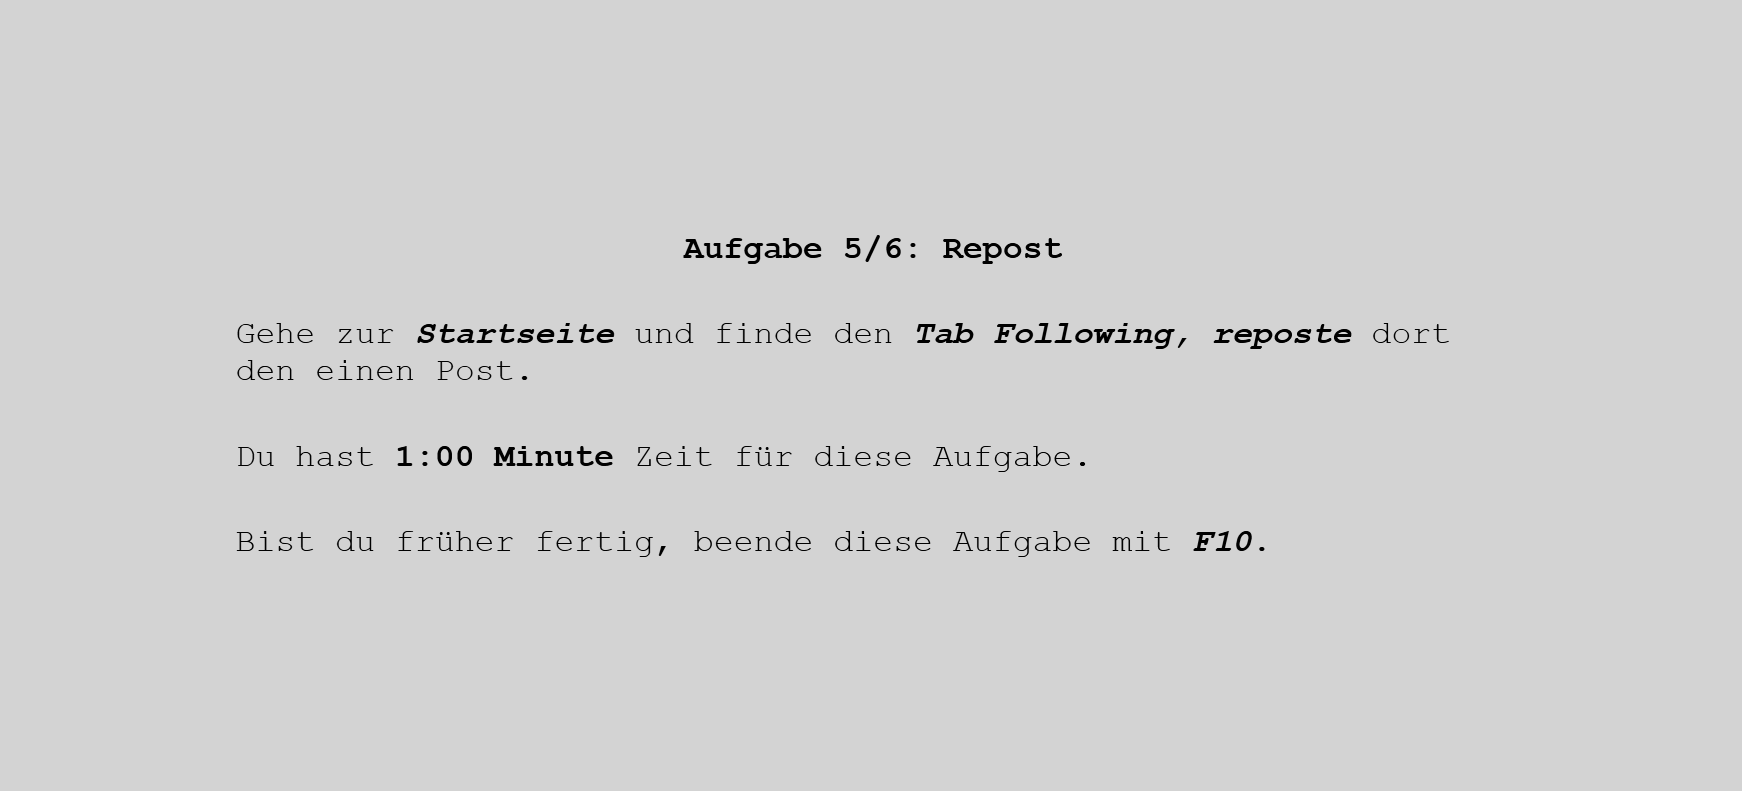 Aufgabe 5/6: Repost
Gehe zur Startseite und finde den Tab Following, reposte dort
den einen Post.
Du hast 1:00 Minute Zeit für diese Aufgabe.
Bist du früher fertig, beende diese Aufgabe mit F10.